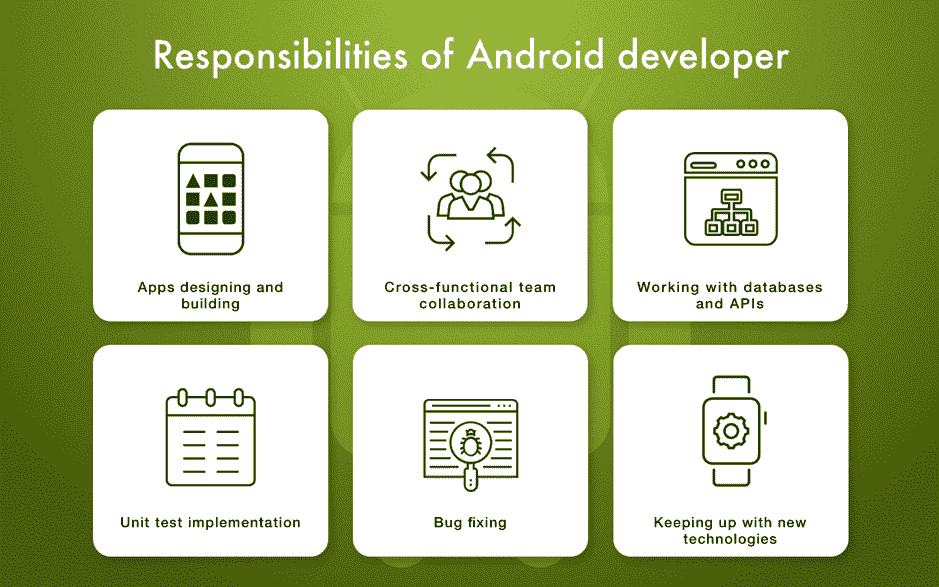 Responsibilities of Android developer
Apps designing and
building
Cross-functional team
collaboration
Working with databases
and APIs
Unit test implementation
Bug fixing
Keeping up with new
technologies